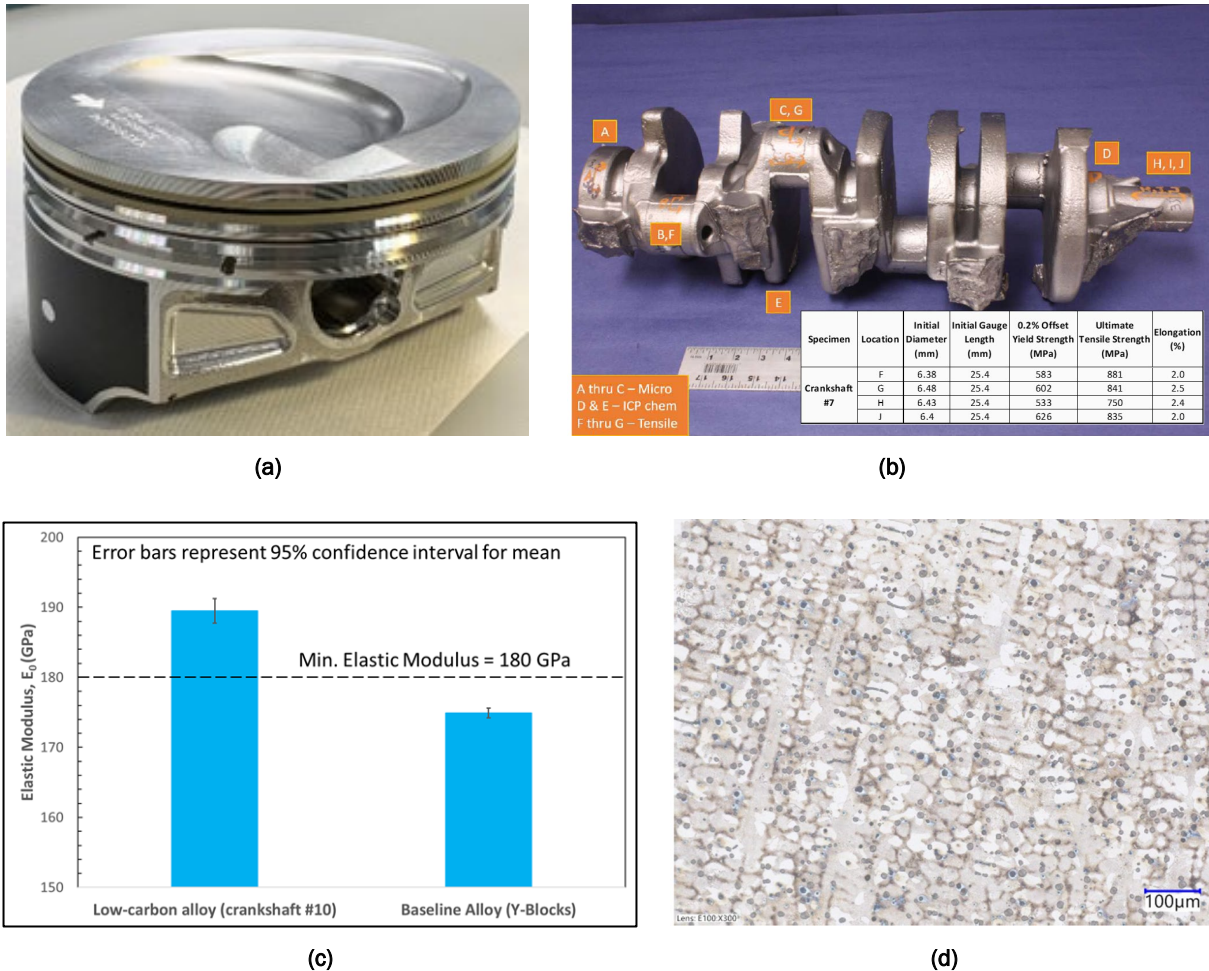 (a)
A
C, G
D
H, I, J
B,F
E
A thru C – Micro
D & E – ICP chem
F thru G – Tensile
Specimen Location Initial Diameter (mm) Initial Gauge Length (mm) 0.2% Offset Yield Strength (MPa) Ultimate Tensile Strength (MPa) Elongation (%)
Crankshaft #7
F 6.38 25.4 583 881 2.0
G 6.48 25.4 602 841 2.5
H 6.43 25.4 533 750 2.4
J 6.4 25.4 626 835 2.0
(b)
Error bars represent 95% confidence interval for mean
Min. Elastic Modulus = 180 GPa
Elastic Modulus, E0 (GPa)
200
190
180
170
160
150
Low-carbon alloy (crankshaft #10)
Baseline Alloy (Y-Blocks)
(c)
Lens: E100:X300
100μm
(d)